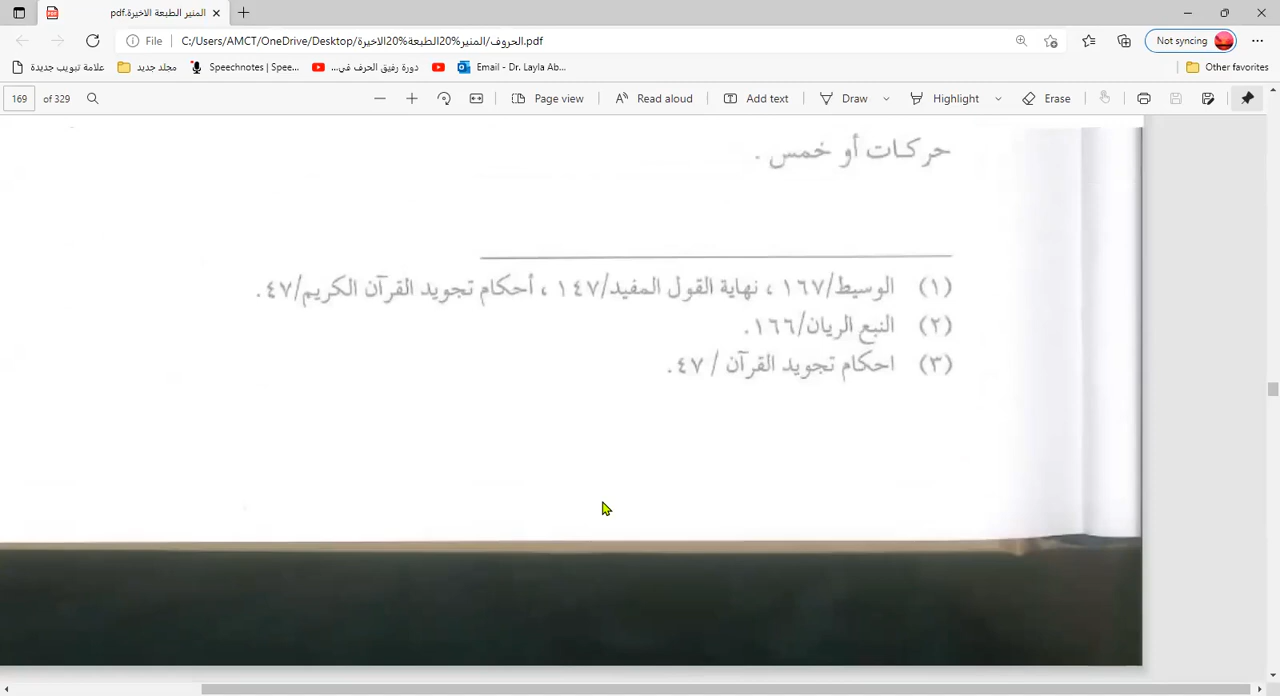 المنير الطبعة الاخيرة.pdf
File
C:/Users/AMCT/OneDrive/Desktop/الحروف/المنير%20الطبعة%20الاخيرة.pdf
Not syncing
علامة تبويب جديدة
مجلد جديد
Speechnotes | Spee...
دورة رفيق الحرف في...
Email - Dr. Layla Ab...
Other favorites
169 of 329
Page view
Read aloud
Add text
Draw
Highlight
Erase
حركات أو خمس .
(١) الوسيط/١٦٧ ، نهاية القول المفيد/١٤٧ ، أحكام تجويد القرآن الكريم/٤٧.
(٢) النبع الريان/١٦٦.
(٣) احكام تجويد القرآن / ٤٧.